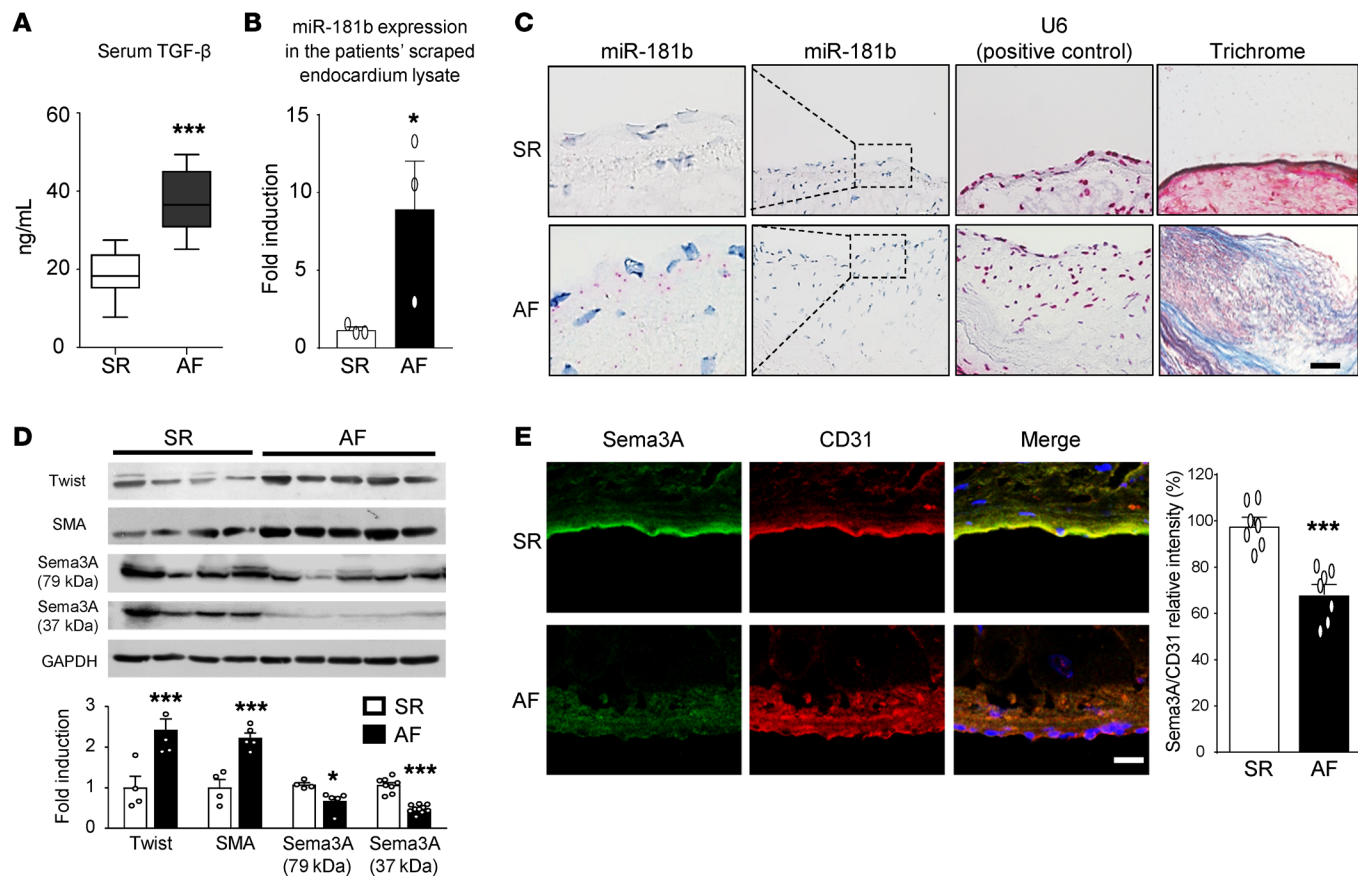 A
Serum TGF-β
ng/mL
60
40
20
0
***
SR
AF
B
miR-181b expression
in the patients' scraped
endocardium lysate
Fold induction
15
10
5
0
*
SR
AF
C
miR-181b
miR-181b
U6
(positive control)
Trichrome
SR
AF
D
SR
AF
Twist
SMA
Sema3A
(79 kDa)
Sema3A
(37 kDa)
GAPDH
Fold induction
3
2
1
0
***
***
*
***
SR
AF
Twist
SMA
Sema3A
(79 kDa)
Sema3A
(37 kDa)
E
Sema3A
CD31
Merge
SR
AF
Sema3A/CD31 relative intensity (%)
120
100
80
60
40
20
0
***
SR
AF